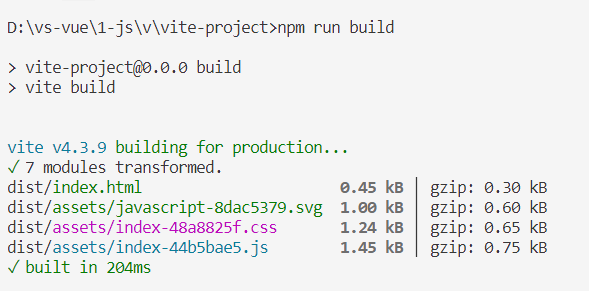 D:\vs-vue\1-js\v\vite-project>npm run build
> vite-project@0.0.0 build
> vite build
vite v4.3.9 building for production...
✓ 7 modules transformed.
dist/index.html                     0.45 kB │ gzip: 0.30 kB
dist/assets/javascript-8dac5379.svg 1.00 kB │ gzip: 0.60 kB
dist/assets/index-48a8825f.css      1.24 kB │ gzip: 0.65 kB
dist/assets/index-44b5bae5.js       1.45 kB │ gzip: 0.75 kB
✓ built in 204ms